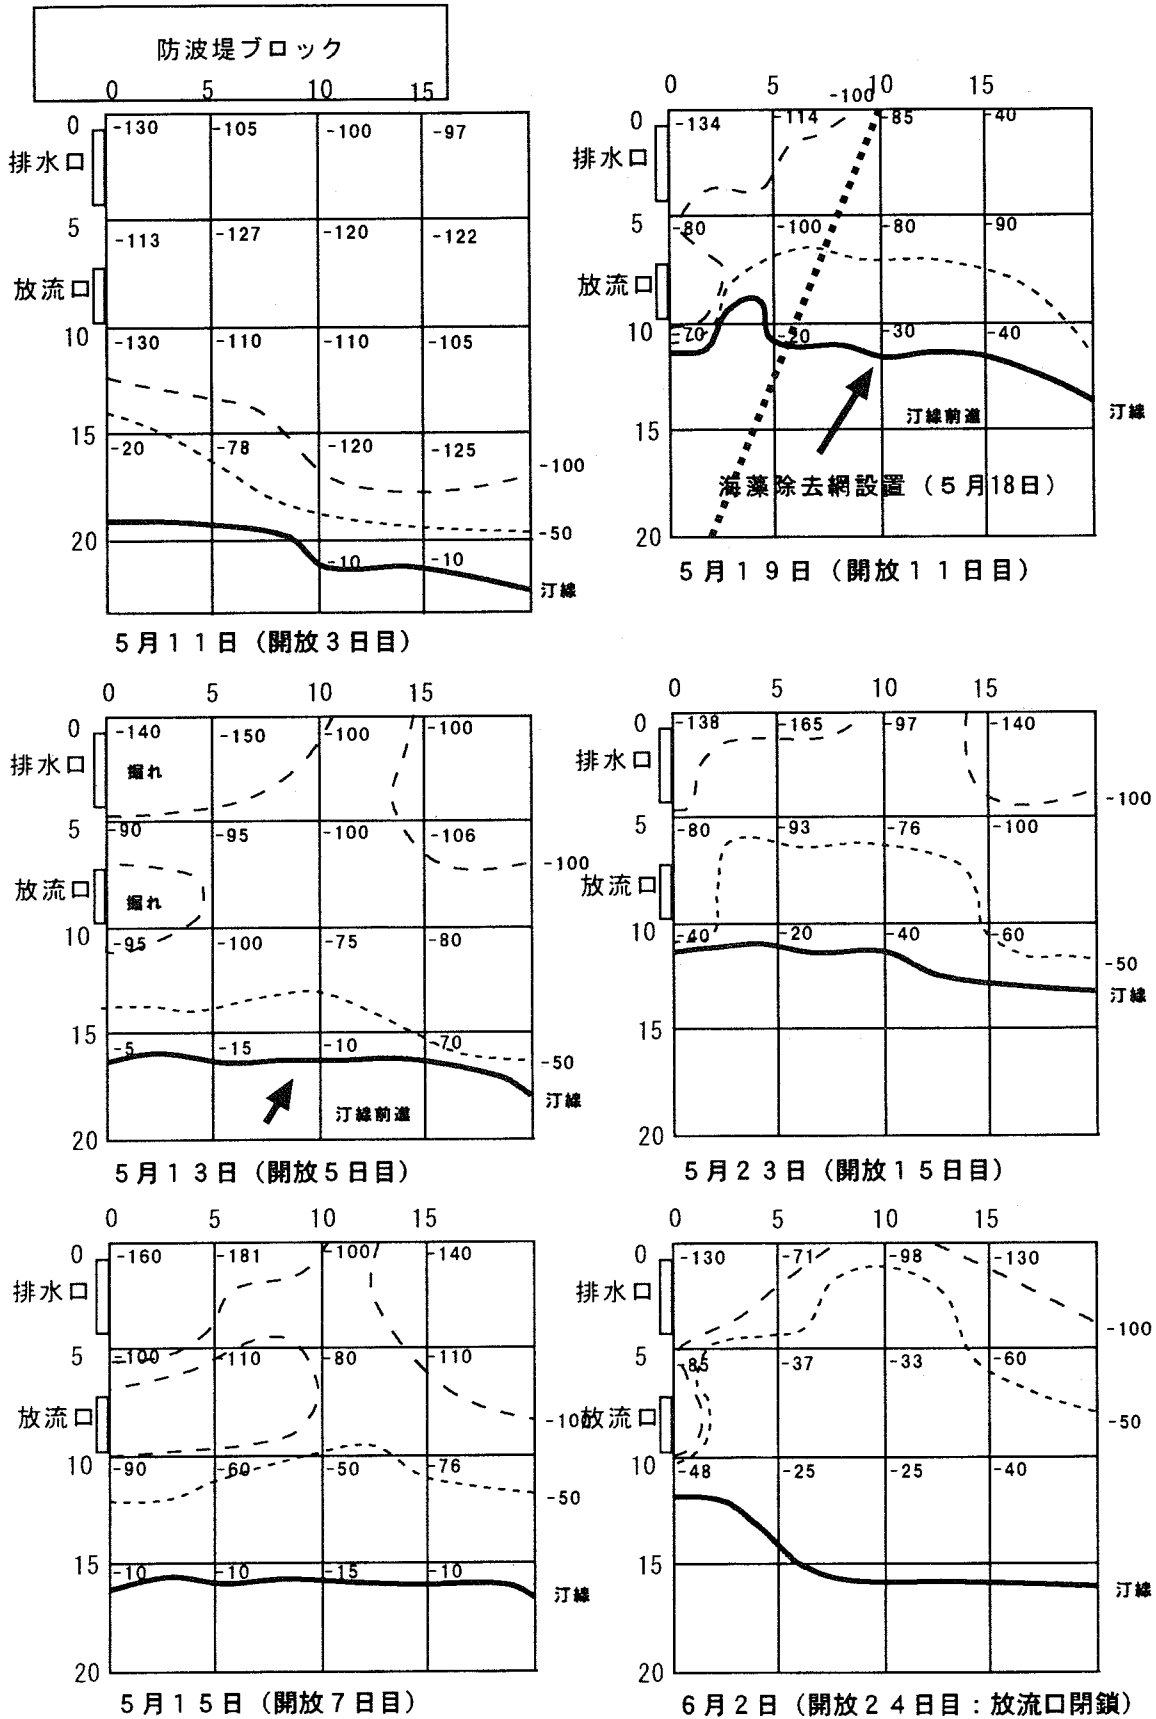 防波堤ブロック
0 5 10 15
0 -130 -105 -100 -97
排水口
5 -113 -127 -120 -122
放流口
10 -130 -110 -110 -105
15 -20 -78 -120 -125 -100
20 -10 -10 -50
汀線
5月11日（開放3日目）
0 5 10 15
-100
0 -134 -114 -85 -40
排水口
5 -80 -100 -80 -90
放流口
10 -70 -20 -30 -40
汀線前進 汀線
15
海藻除去網設置（5月18日）
20
5月19日（開放11日目）
0 5 10 15
0 -140 -150 -100 -100
排水口 掘れ
5 -90 -95 -100 -106
-100
放流口 掘れ
10 -95 -100 -75 -80
15 -5 -15 -10 -70 -50
汀線前進 汀線
20
5月13日（開放5日目）
0 5 10 15
0 -138 -165 -97 -140
排水口
-100
5 -80 -93 -76 -100
放流口
10 -40 -20 -40 -60
-50
汀線
15
20
5月23日（開放15日目）
0 5 10 15
0 -160 -181 -100 -140
排水口
5 -100 -110 -80 -110
放流口 -100
10 -90 -60 -50 -76
-50
15 -10 -10 -15 -10
汀線
20
5月15日（開放7日目）
0 5 10 15
0 -130 -71 -98 -130
排水口
-100
5 -85 -37 -33 -60
放流口 -50
10 -48 -25 -25 -40
15
汀線
20
6月2日（開放24日目：放流口閉鎖）